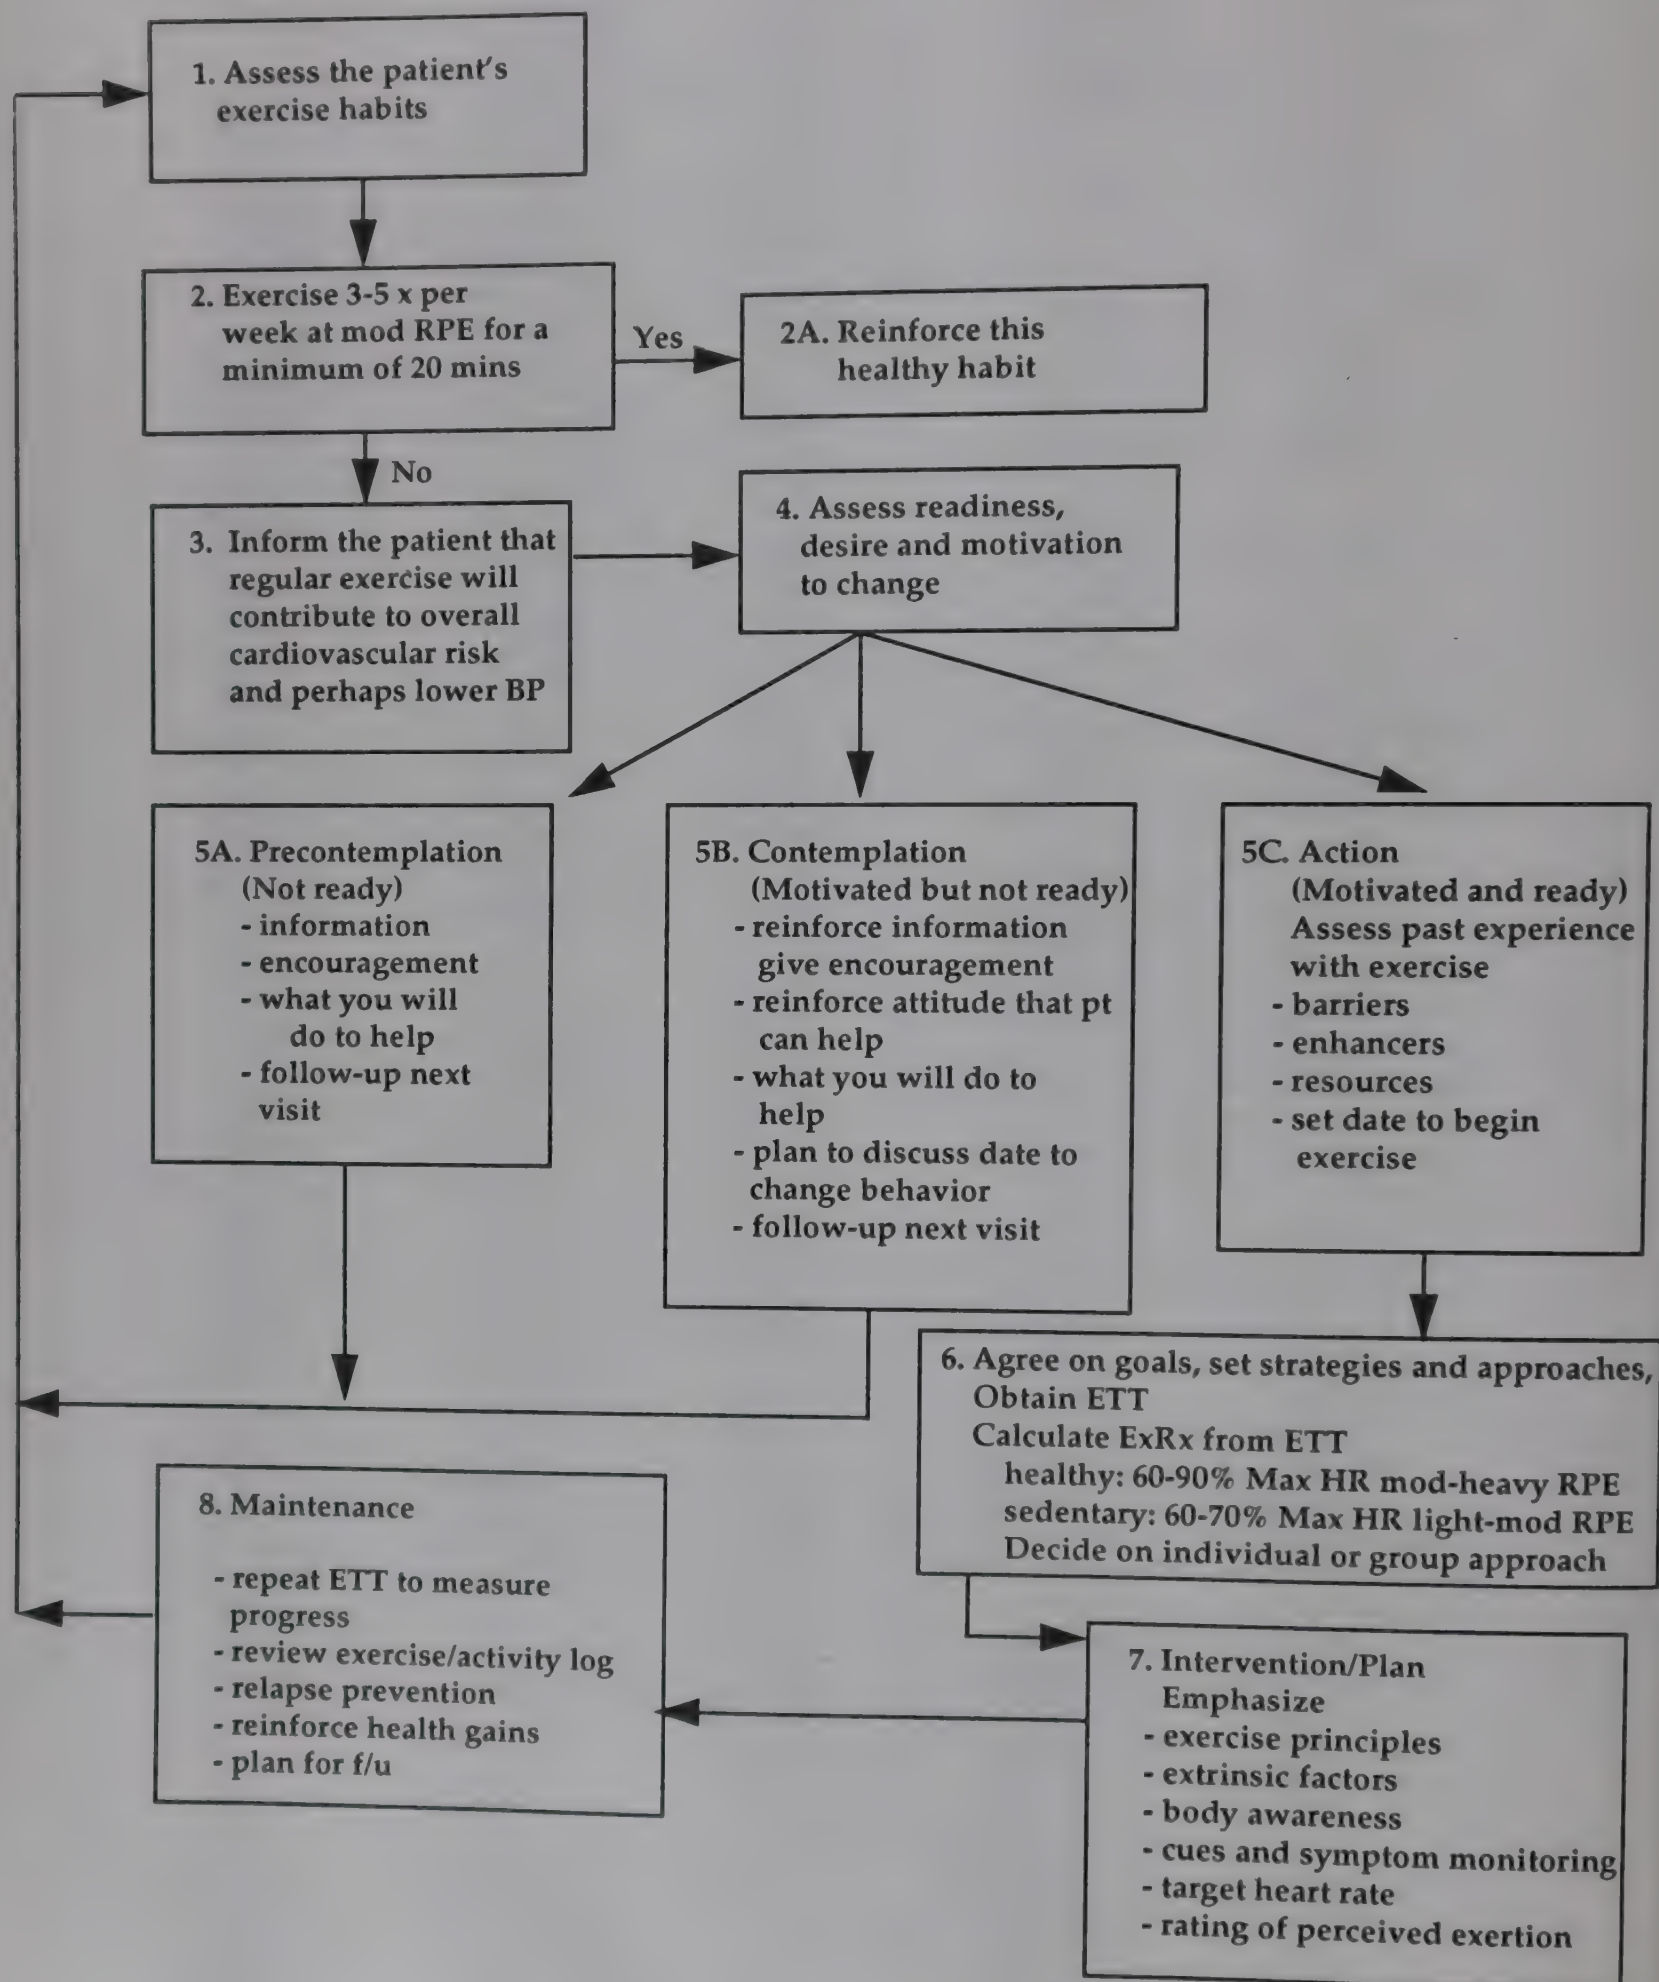 1. Assess the patient's
exercise habits
2. Exercise 3-5 x per
week at mod RPE for a
minimum of 20 mins
Yes
2A. Reinforce this
healthy habit
No
3. Inform the patient that
regular exercise will
contribute to overall
cardiovascular risk
and perhaps lower BP
4. Assess readiness,
desire and motivation
to change
5A. Precontemplation
(Not ready)
- information
- encouragement
- what you will
do to help
- follow-up next
visit
5B. Contemplation
(Motivated but not ready)
- reinforce information
give encouragement
- reinforce attitude that pt
can help
- what you will do to
help
- plan to discuss date to
change behavior
- follow-up next visit
5C. Action
(Motivated and ready)
Assess past experience
with exercise
- barriers
- enhancers
- resources
- set date to begin
exercise
6. Agree on goals, set strategies and approaches,
Obtain ETT
Calculate ExRx from ETT
healthy: 60-90% Max HR mod-heavy RPE
sedentary: 60-70% Max HR light-mod RPE
Decide on individual or group approach
7. Intervention/Plan
Emphasize
- exercise principles
- extrinsic factors
- body awareness
- cues and symptom monitoring
- target heart rate
- rating of perceived exertion
8. Maintenance
- repeat ETT to measure
progress
- review exercise/activity log
- relapse prevention
- reinforce health gains
- plan for f/u